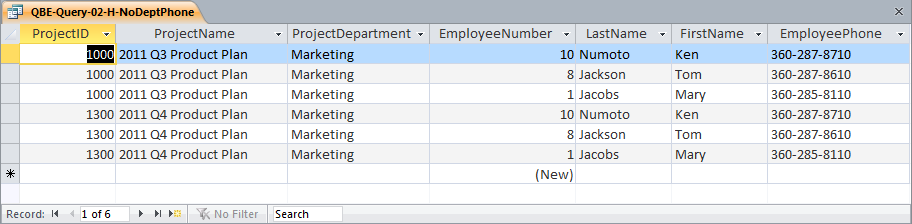 QBE-Query-02-H-NoDeptPhone
ProjectID ProjectName ProjectDepartment EmployeeNumber LastName FirstName EmployeePhone
1000 2011 Q3 Product Plan Marketing 10 Numoto Ken 360-287-8710
1000 2011 Q3 Product Plan Marketing 8 Jackson Tom 360-287-8610
1000 2011 Q3 Product Plan Marketing 1 Jacobs Mary 360-285-8110
1300 2011 Q4 Product Plan Marketing 10 Numoto Ken 360-287-8710
1300 2011 Q4 Product Plan Marketing 8 Jackson Tom 360-287-8610
1300 2011 Q4 Product Plan Marketing 1 Jacobs Mary 360-285-8110
(New)
Record: 1 of 6 No Filter Search